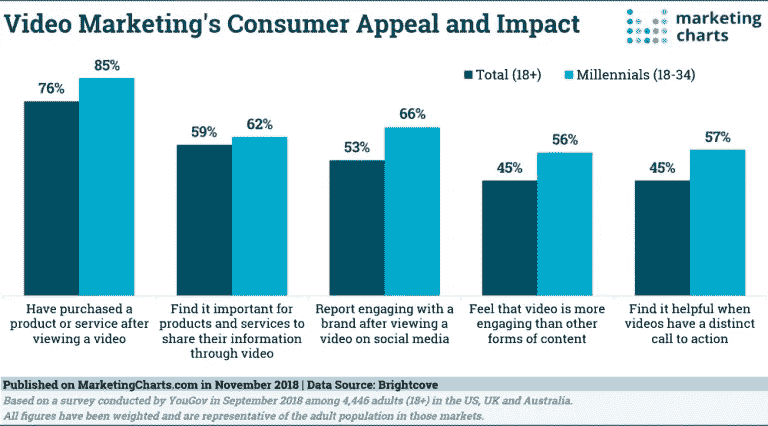 Video Marketing's Consumer Appeal and Impact
marketing
charts
Total (18+)
Millennials (18-34)
76%
85%
59%
62%
53%
66%
45%
56%
45%
57%
Have purchased a
product or service after
viewing a video
Find it important for
products and services to
share their information
through video
Report engaging with a
brand after viewing a
video on social media
Feel that video is more
engaging than other
forms of content
Find it helpful when
videos have a distinct
call to action
Published on MarketingCharts.com in November 2018 | Data Source: Brightcove
Based on a survey conducted by YouGov in September 2018 among 4,446 adults (18+) in the US, UK and Australia.
All figures have been weighted and are representative of the adult population in those markets.